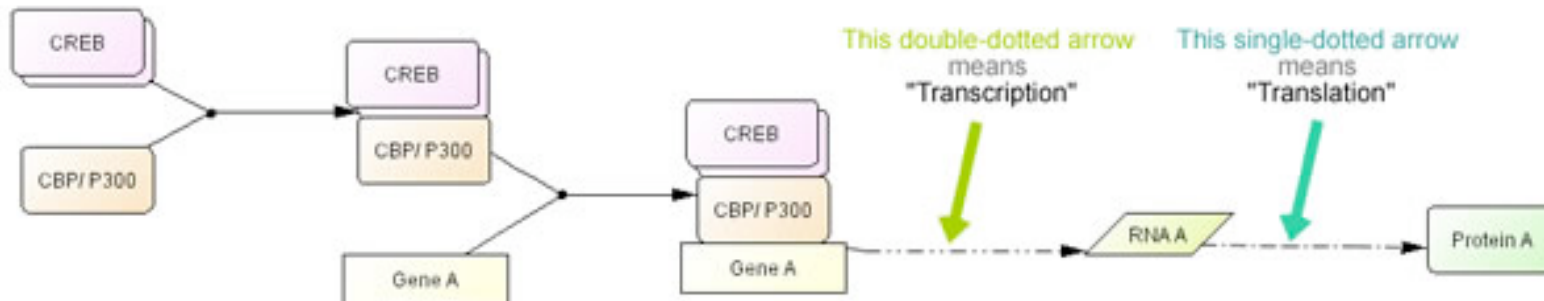 CREB
CBP/ P300
CREB
CBP/ P300
Gene A
CREB
CBP/ P300
Gene A
This double-dotted arrow
means
"Transcription"
This single-dotted arrow
means
"Translation"
RNA A
Protein A